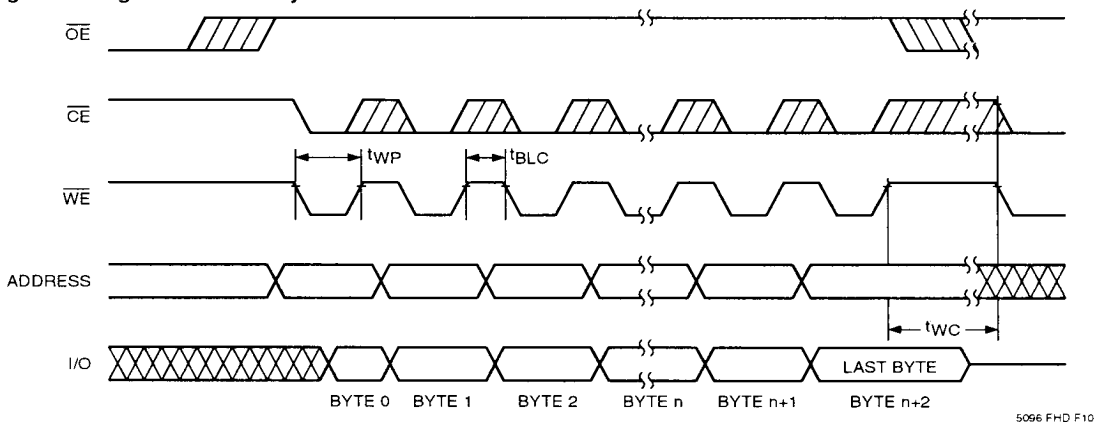 OE
CE
tWP
tBLC
WE
ADDRESS
tWC
I/O
LAST BYTE
BYTE 0 BYTE 1 BYTE 2 BYTE n BYTE n+1 BYTE n+2
5096 FHD F10